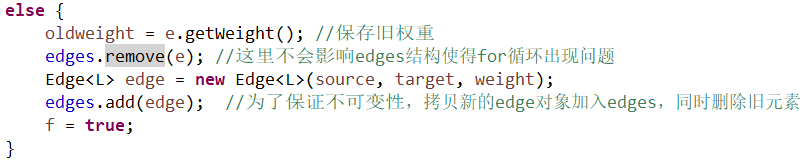 else {
oldweight = e.getWeight(); //保存旧权重
edges.remove(e); //这里不会影响edges结构使得for循环出现问题
Edge<L> edge = new Edge<L>(source, target, weight);
edges.add(edge);  //为了保证不可变性，拷贝新的edge对象加入edges，同时删除旧元素
f = true;
}